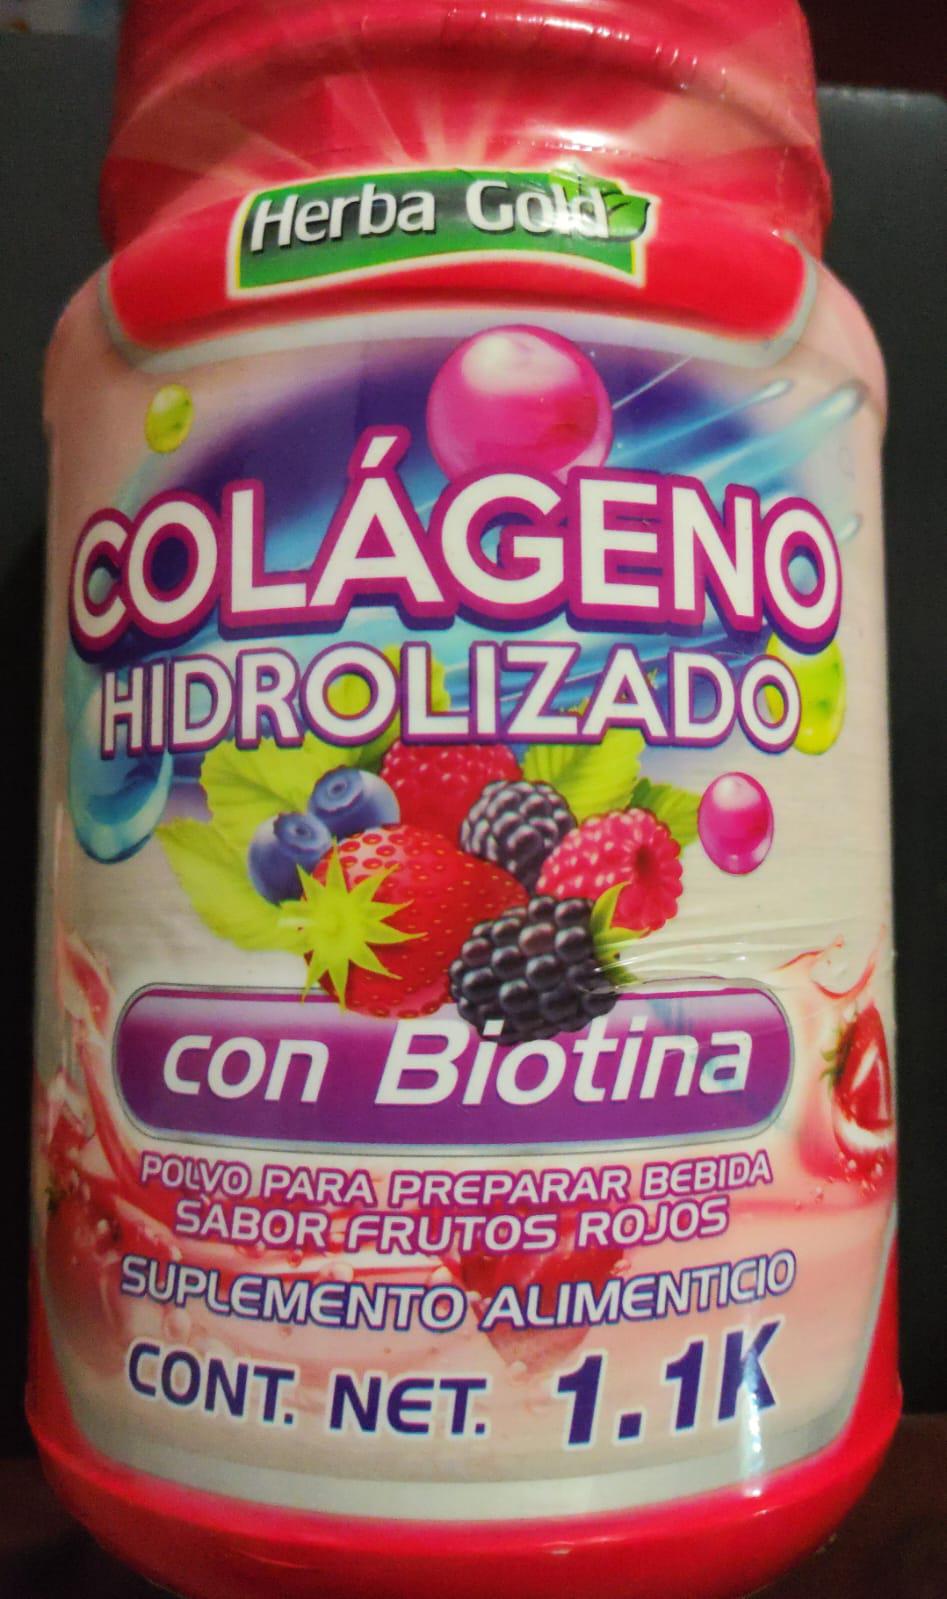 Herba Gold
COLÁGENO
HIDROLIZADO
con Biotina
POLVO PARA PREPARAR BEBIDA
SABOR FRUTOS ROJOS
SUPLEMENTO ALIMENTICIO
CONT. NET. 1.1K